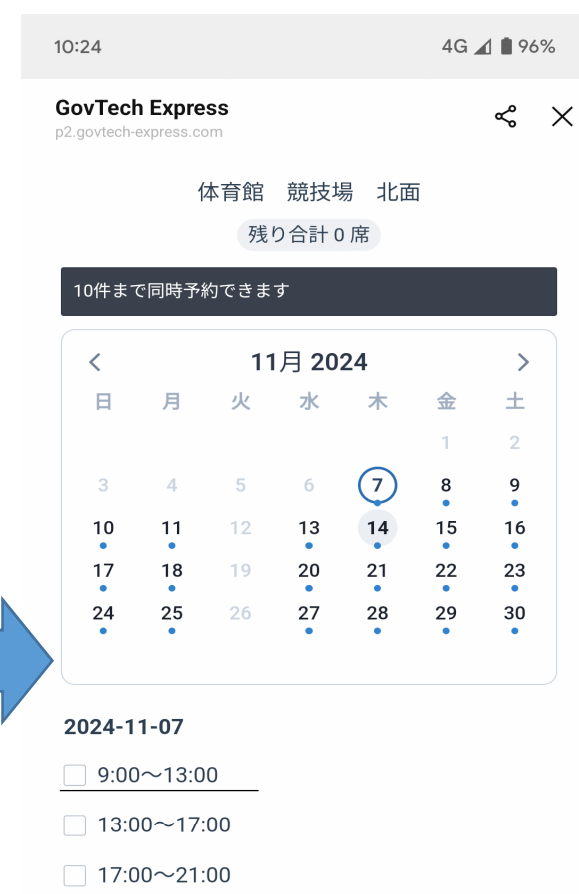 10:24 4G 96%
GovTech Express
p2.govtech-express.com
体育館 競技場 北面
残り合計 0 席
10件まで同時予約できます
11月 2024
日 月 火 水 木 金 土
1 2
3 4 5 6 7 8 9
10 11 12 13 14 15 16
17 18 19 20 21 22 23
24 25 26 27 28 29 30
2024-11-07
9:00～13:00
13:00～17:00
17:00～21:00